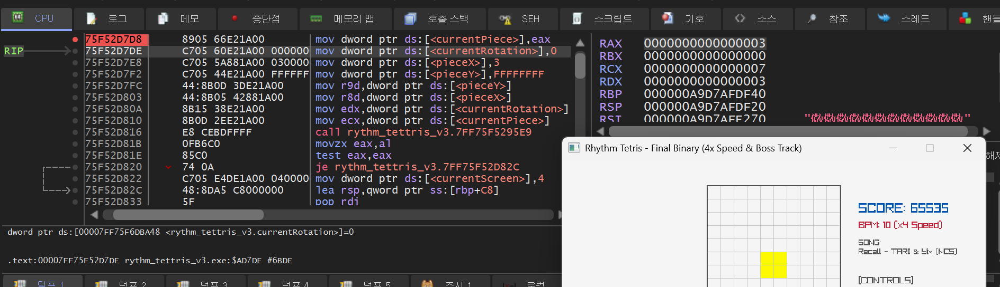 CPU 로그 메모 중단점 메모리 맵 호출 스택 SEH 스크립트 기호 소스 참조 스레드 핸들
RIP
75F52D7D8 8905 66E21A00 mov dword ptr ds:[<currentPiece>],eax
75F52D7DE C705 60E21A00 0000000 mov dword ptr ds:[<currentRotation>],0
75F52D7E8 C705 5A881A00 0300000 mov dword ptr ds:[<pieceX>],3
75F52D7F2 C705 44E21A00 FFFFFF mov dword ptr ds:[<pieceY>],FFFFFFFF
75F52D7FC 44:8B0D 3DE21A00 mov r9d,dword ptr ds:[<pieceY>]
75F52D803 44:8B05 42881A00 mov r8d,dword ptr ds:[<pieceX>]
75F52D80A 8B15 38E21A00 mov edx,dword ptr ds:[<currentRotation>]
75F52D810 8B0D 2EE21A00 mov ecx,dword ptr ds:[<currentPiece>]
75F52D816 E8 CEBDFFFF call rythm_tettris_v3.7FF75F5295E9
75F52D81B 0FB6C0 movzx eax,al
75F52D81E 85C0 test eax,eax
75F52D820 74 0A je rythm_tettris_v3.7FF75F52D82C
75F52D822 C705 E4DE1A00 0400000 mov dword ptr ds:[<currentScreen>],4
75F52D82C 48:8DA5 C8000000 lea rsp,qword ptr ss:[rbp+C8]
75F52D833 5F pop rdi
dword ptr ds:[00007FF75F6DBA48 <rythm_tettris_v3.currentRotation>]=0
.text:00007FF75F52D7DE rythm_tettris_v3.exe:$AD7DE #6BDE
덤프 1 덤프 2 덤프 3 덤프 4 덤프 5 주시 1 로컬
RAX 0000000000000003
RBX 0000000000000000
RCX 0000000000000007
RDX 0000000000000003
RBP 000000A9D7AFDF40
RSP 000000A9D7AFDF20
RSI 000000A9D7AFE270
해제
Rhythm Tetris - Final Binary (4x Speed & Boss Track)
SCORE: 65535
BPM: 10 (x4 Speed)
SONG:
Recall - TARI & Yix (NCS)
[CONTROLS]